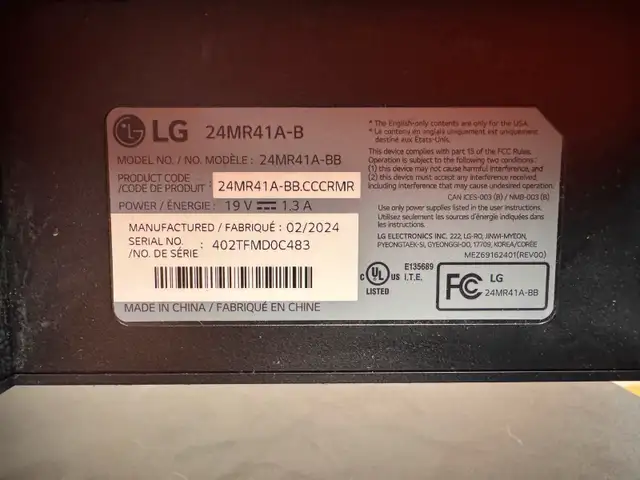 LG 24MR41A-B
MODEL NO. / NO. MODÈLE : 24MR41A-BB
PRODUCT CODE
/CODE DE PRODUIT : 24MR41A-BB.CCCRMR
POWER / ÉNERGIE : 19 V 1.3 A
MANUFACTURED / FABRIQUÉ : 02/2024
SERIAL NO.
/NO. DE SÉRIE : 402TFMD0C483
MADE IN CHINA / FABRIQUÉ EN CHINE
* The English-only contents are only for the USA.
* Le contenu en anglais uniquement est uniquement
destiné aux États-Unis.
This device complies with part 15 of the FCC Rules.
Operation is subject to the following two conditions:
(1) this device may not cause harmful interference, and
(2) this device must accept any interference received,
including interference that may cause undesired operation.
CAN ICES-003 (B) / NMB-003 (B)
Use only power supplies listed in the user instructions.
Utilisez seulement les sources d'énergie indiquées dans
les instructions.
LG ELECTRONICS INC. 222, LG-RO, JINWI-MYEON,
PYEONGTAEK-SI, GYEONGGI-DO, 17709, KOREA/CORÉE
MEZ69162401(REV00)
C UL US LISTED
E135689
I.T.E.
FC LG
24MR41A-BB